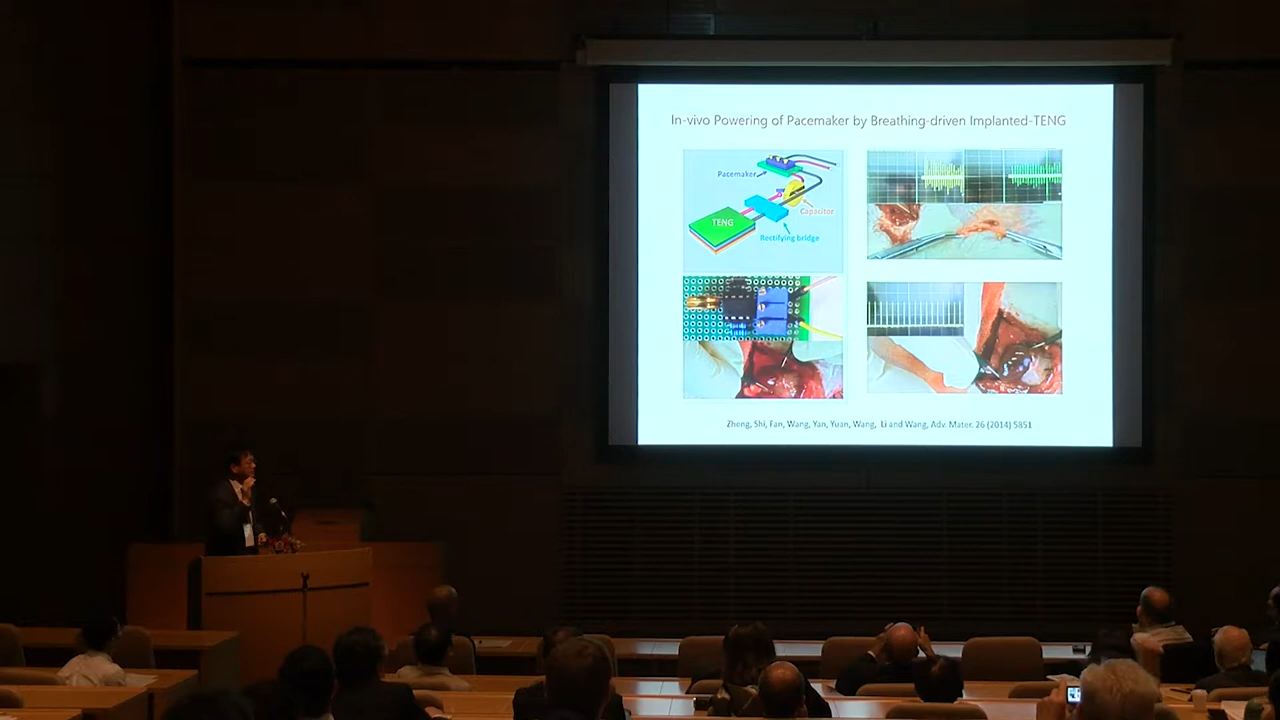 In-vivo Powering of Pacemaker by Breathing-driven Implanted-TENG
Pacemaker
Capacitor
TENG
Rectifying bridge
Zheng, Shi, Fan, Wang, Yan, Yuan, Wang, Li and Wang, Adv. Mater. 26 (2014) 5851